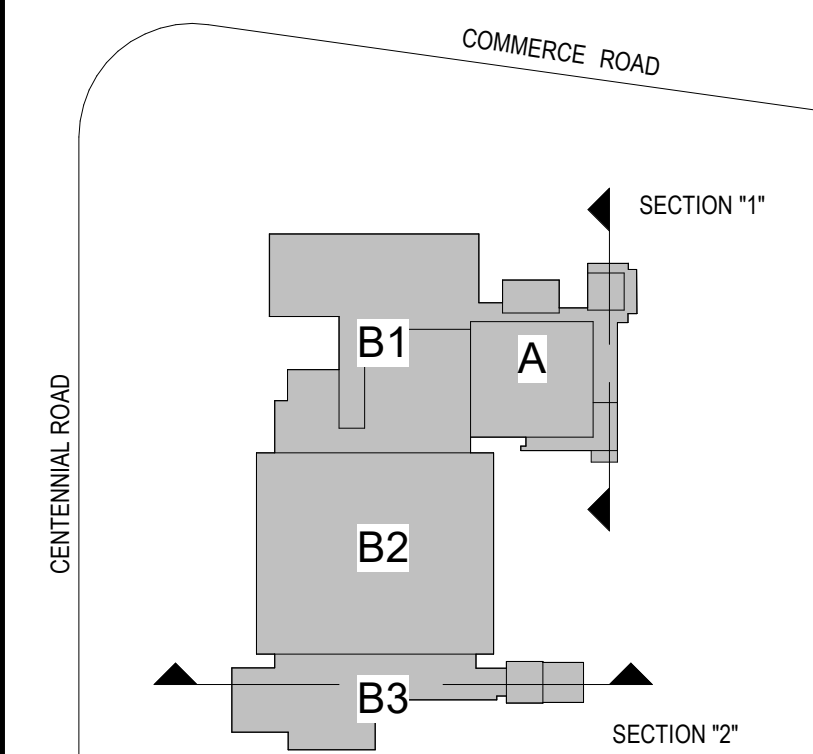 COMMERCE ROAD
SECTION "1"
B1
A
CENTENNIAL ROAD
B2
B3
SECTION "2"